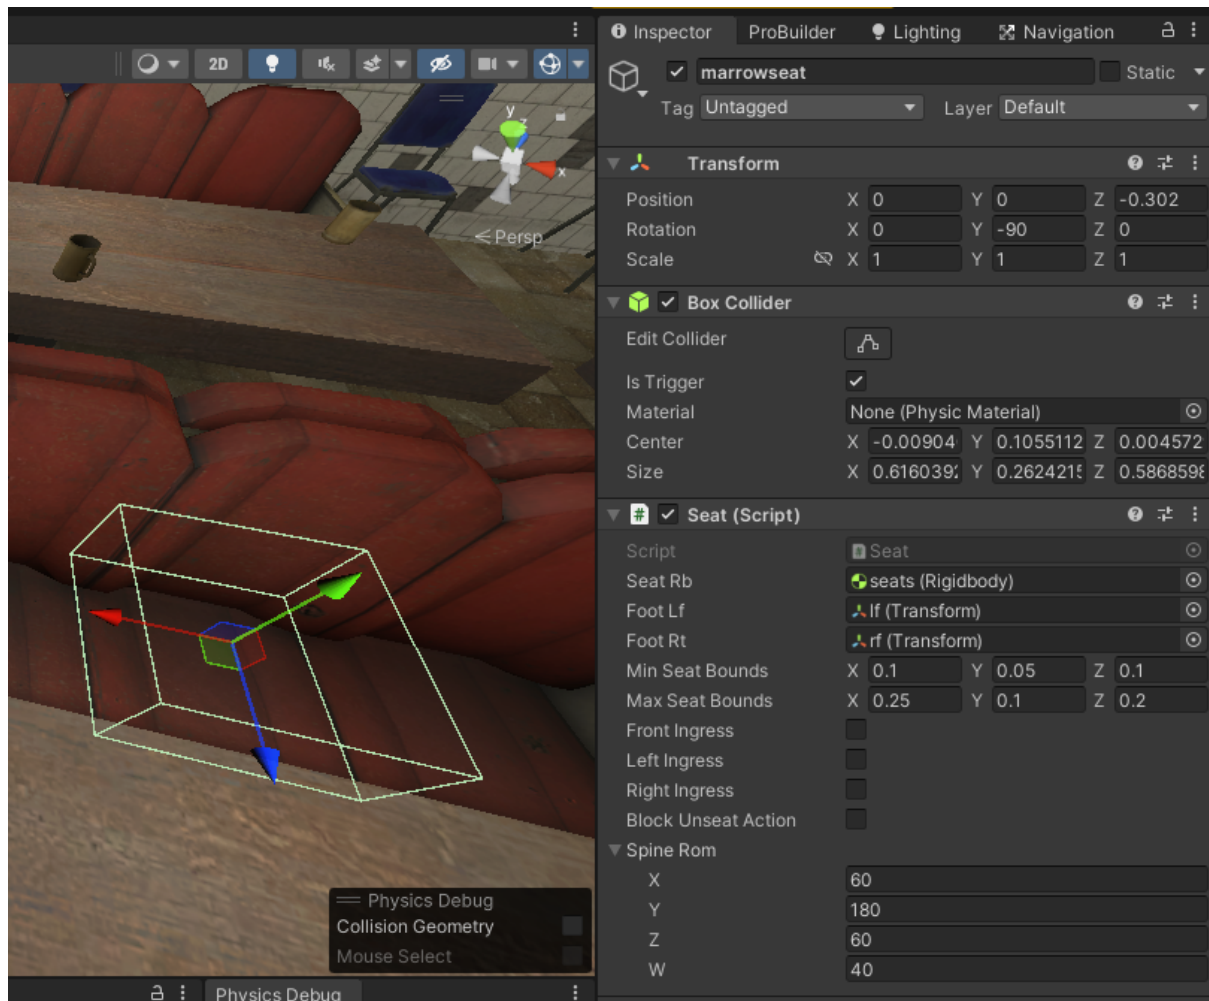 Inspector ProBuilder Lighting Navigation
2D
marrowseat Static
Tag Untagged Layer Default
y
z
x
Persp
Transform
Position X 0 Y 0 Z -0.302
Rotation X 0 Y -90 Z 0
Scale X 1 Y 1 Z 1
Box Collider
Edit Collider
Is Trigger
Material None (Physic Material)
Center X -0.00904 Y 0.1055112 Z 0.004572
Size X 0.6160392 Y 0.2624215 Z 0.5868598
Seat (Script)
Script Seat
Seat Rb seats (Rigidbody)
Foot Lf lf (Transform)
Foot Rt rf (Transform)
Min Seat Bounds X 0.1 Y 0.05 Z 0.1
Max Seat Bounds X 0.25 Y 0.1 Z 0.2
Front Ingress
Left Ingress
Right Ingress
Block Unseat Action
Spine Rom
X 60
Y 180
Z 60
W 40
Physics Debug
Collision Geometry
Mouse Select
Physics Debug